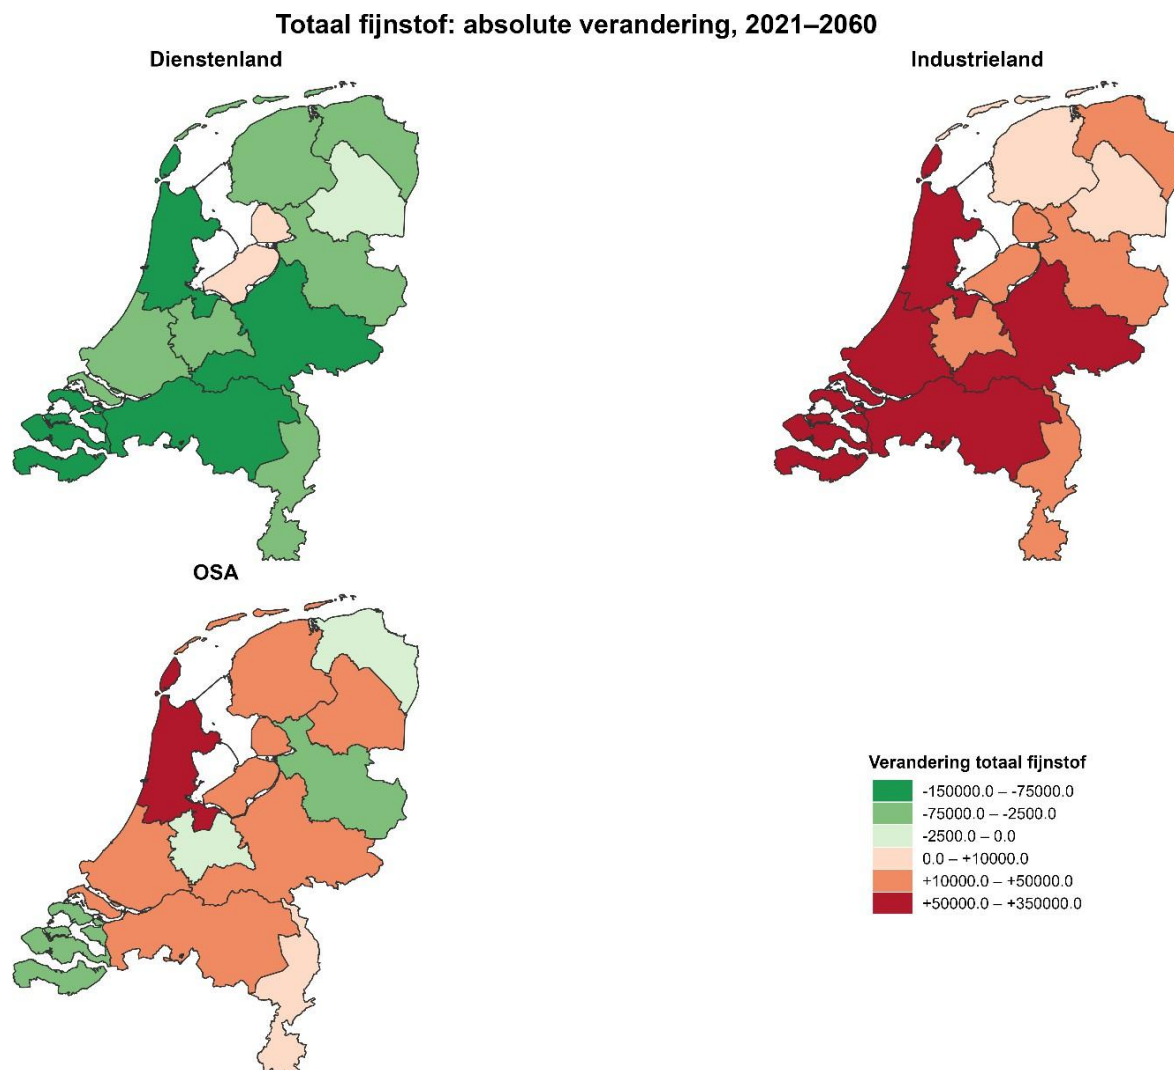 Totaal fijnstof: absolute verandering, 2021–2060
Dienstenland
Industrieland
OSA
Verandering totaal fijnstof
-150000.0 – -75000.0
-75000.0 – -2500.0
-2500.0 – 0.0
0.0 – +10000.0
+10000.0 – +50000.0
+50000.0 – +350000.0